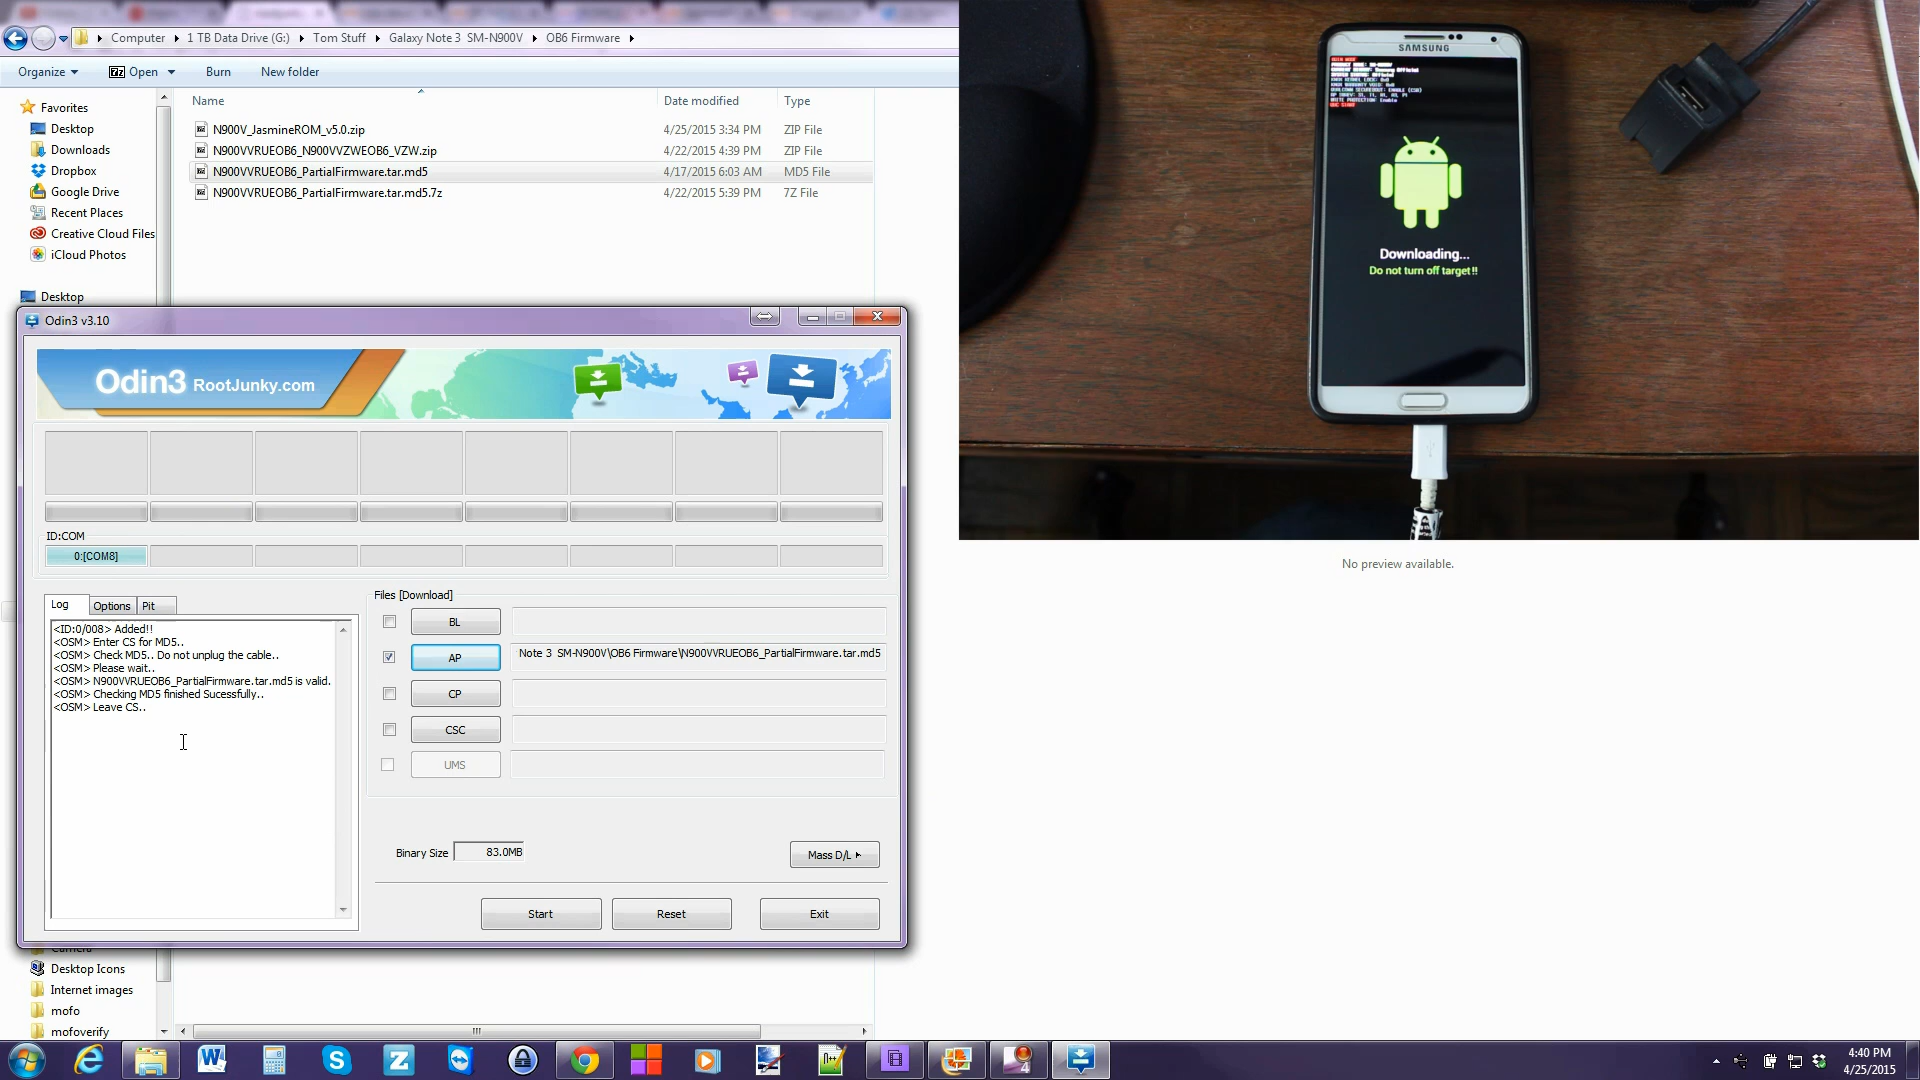 Computer
1 TB Data Drive (G:)
Tom Stuff
Galaxy Note 3 SM-N900V
OB6 Firmware
Organize
Open
Burn
New folder
Favorites
Desktop
Downloads
Dropbox
Google Drive
Recent Places
Creative Cloud Files
iCloud Photos
Desktop
Name Date modified Type
N900V_JasmineROM_v5.0.zip 4/25/2015 3:34 PM ZIP File
N900VVRUEOB6_N900VVZWEOB6_VZW.zip 4/22/2015 4:39 PM ZIP File
N900VVRUEOB6_PartialFirmware.tar.md5 4/17/2015 6:03 AM MD5 File
N900VVRUEOB6_PartialFirmware.tar.md5.7z 4/22/2015 5:39 PM 7Z File
SAMSUNG
ODIN MODE
Downloading...
Do not turn off target!!
No preview available.
Odin3 v3.10
Odin3 RootJunky.com
ID:COM
0:[COM8]
Log
Options
Pit
<ID:0/008> Added!!
<OSM> Enter CS for MD5..
<OSM> Check MD5.. Do not unplug the cable..
<OSM> Please wait..
<OSM> N900VVRUEOB6_PartialFirmware.tar.md5 is valid.
<OSM> Checking MD5 finished Sucessfully..
<OSM> Leave CS..
Files [Download]
BL
AP Note 3 SM-N900V\OB6 Firmware\N900VVRUEOB6_PartialFirmware.tar.md5
CP
CSC
UMS
Binary Size 83.0MB
Mass D/L
Start
Reset
Exit
Desktop Icons
Internet images
mofo
mofoverify
4:40 PM
4/25/2015